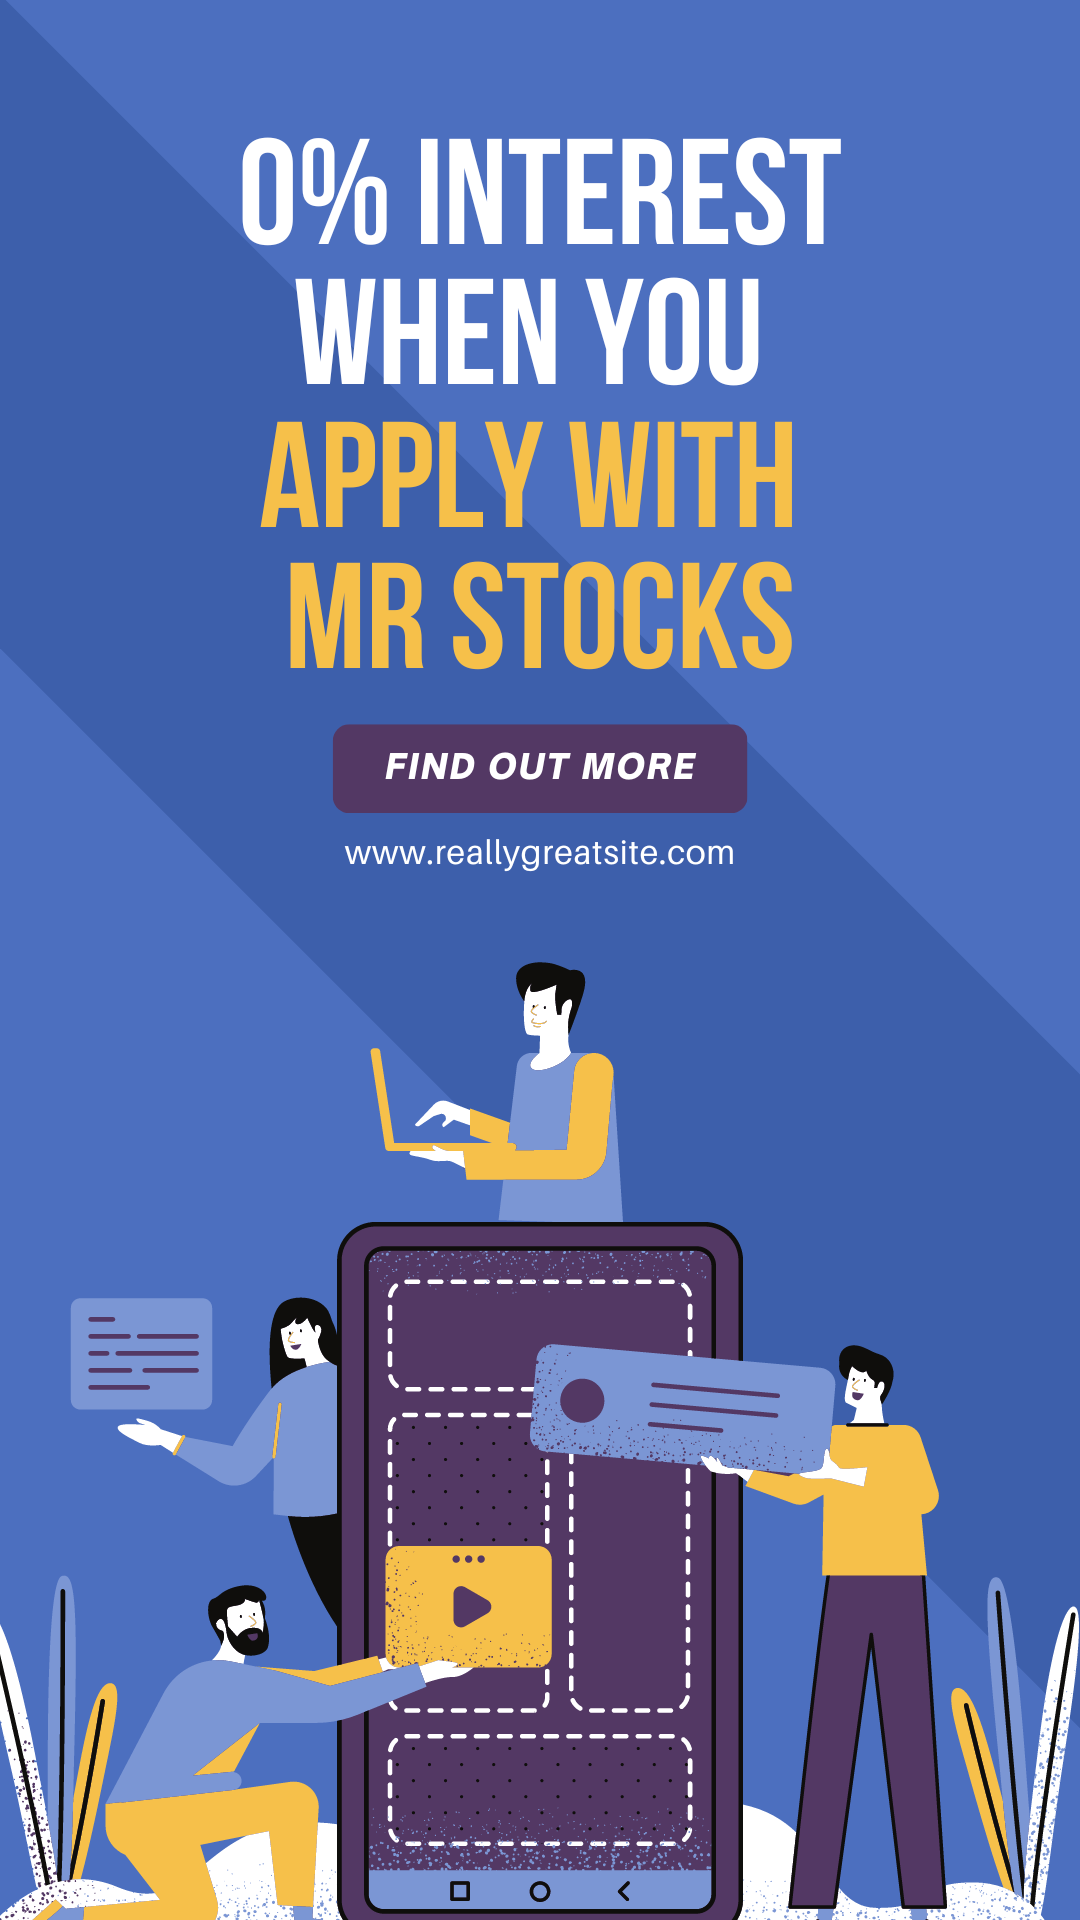 0% INTEREST
WHEN YOU
APPLY WITH
MR STOCKS
FIND OUT MORE
www.reallygreatsite.com